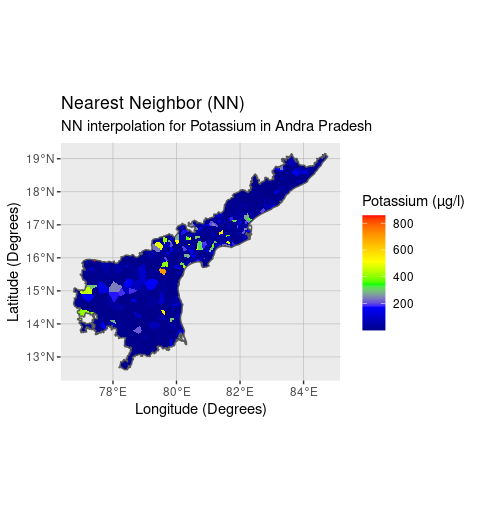 Nearest Neighbor (NN)
NN interpolation for Potassium in Andra Pradesh
19°N
18°N
17°N
16°N
15°N
14°N
13°N
Latitude (Degrees)
78°E 80°E 82°E 84°E
Longitude (Degrees)
Potassium (µg/l)
800
600
400
200